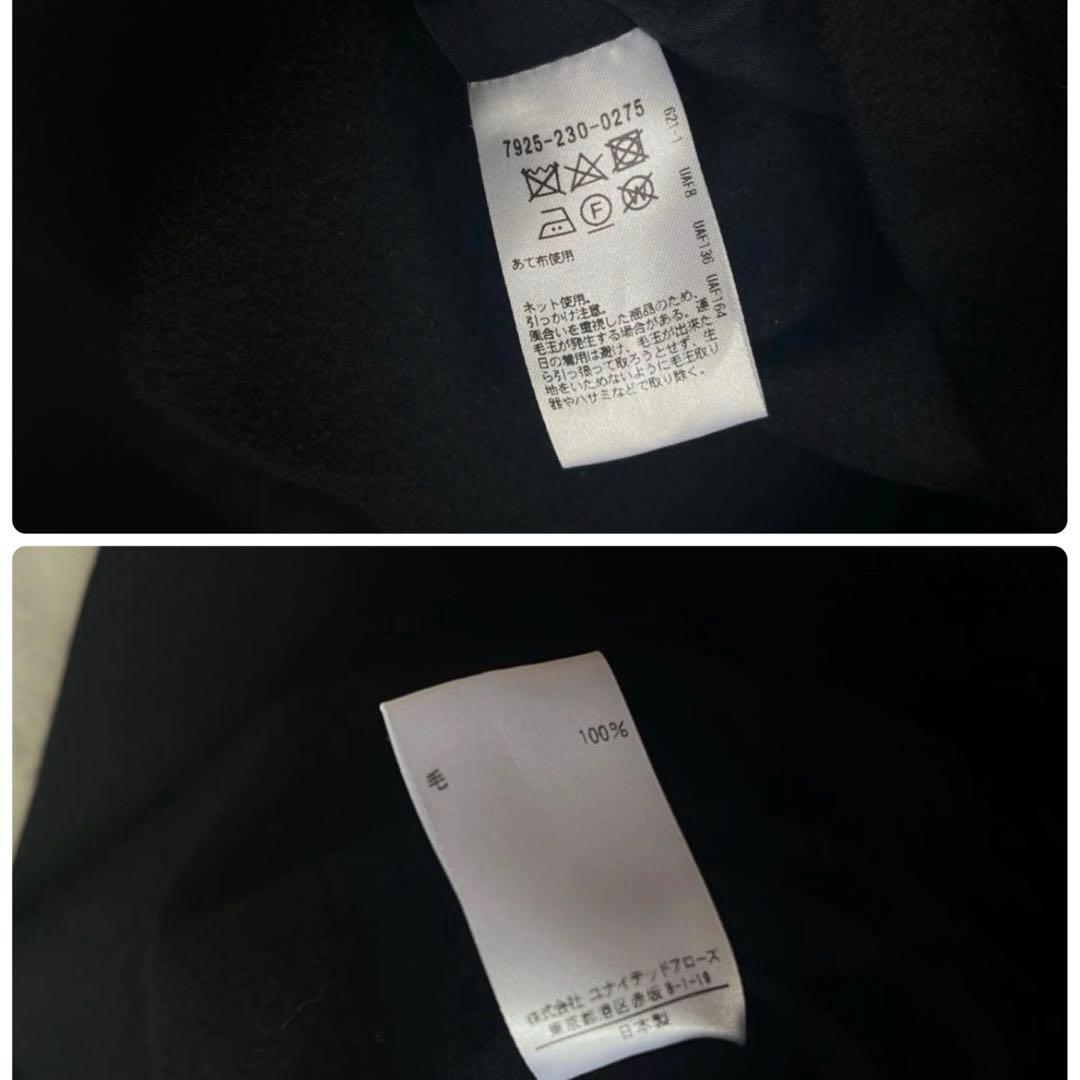 7925-230-0275
621-1 UAF8 UAF136 UAF164
F W
あて布使用
ネット使用。
引っかけ注意。
風合いを重視した商品のため、
毛玉が発生する場合がある。連
日の着用は避け、毛玉が出来た
ら引っ張って取ろうとせず、生
地をいためないように毛玉取り
器やハサミなどで取り除く。
毛 100%
株式会社 ユナイテッドアローズ
東京都港区赤坂 8-1-19
日本製